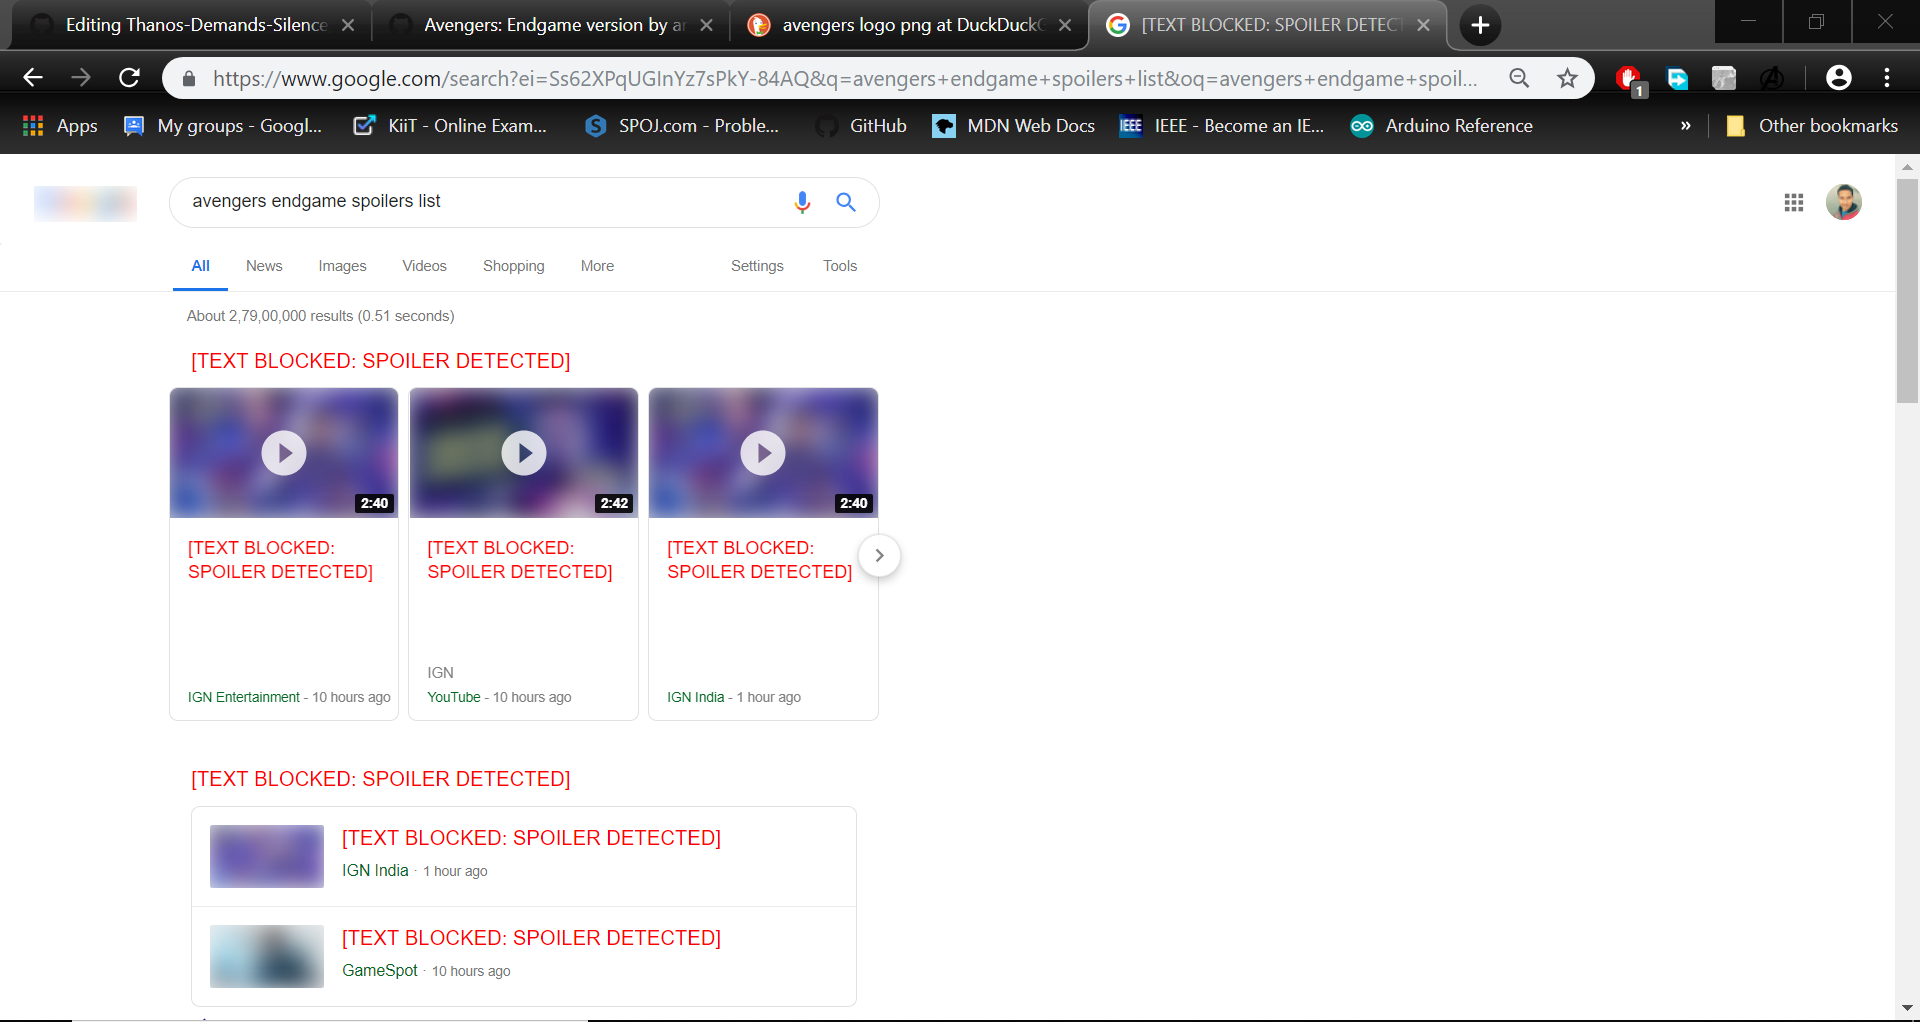 Editing Thanos-Demands-Silence
Avengers: Endgame version by
avengers logo png at DuckDuck
[TEXT BLOCKED: SPOILER DETECT
https://www.google.com/search?ei=Ss62XPqUGInYz7sPkY-84AQ&q=avengers+endgame+spoilers+list&oq=avengers+endgame+spoil...
1
Apps
My groups - Googl...
KiiT - Online Exam...
SPOJ.com - Proble...
GitHub
MDN Web Docs
IEEE
IEEE - Become an IE...
Arduino Reference
»
Other bookmarks
avengers endgame spoilers list
All News Images Videos Shopping More Settings Tools
About 2,79,00,000 results (0.51 seconds)
[TEXT BLOCKED: SPOILER DETECTED]
2:40
2:42
2:40
[TEXT BLOCKED:
SPOILER DETECTED]
IGN Entertainment - 10 hours ago
[TEXT BLOCKED:
SPOILER DETECTED]
IGN
YouTube - 10 hours ago
[TEXT BLOCKED:
SPOILER DETECTED]
IGN India - 1 hour ago
[TEXT BLOCKED: SPOILER DETECTED]
[TEXT BLOCKED: SPOILER DETECTED]
IGN India · 1 hour ago
[TEXT BLOCKED: SPOILER DETECTED]
GameSpot · 10 hours ago